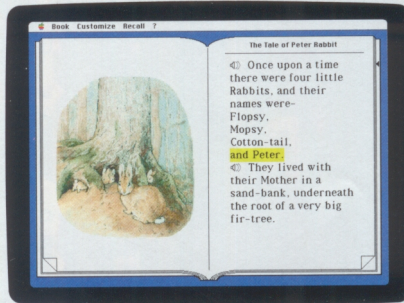 Book Customize Recall ?
The Tale of Peter Rabbit
Once upon a time
there were four little
Rabbits, and their
names were-
Flopsy,
Mopsy,
Cotton-tail,
and Peter.
They lived with
their Mother in a
sand-bank, underneath
the root of a very big
fir-tree.